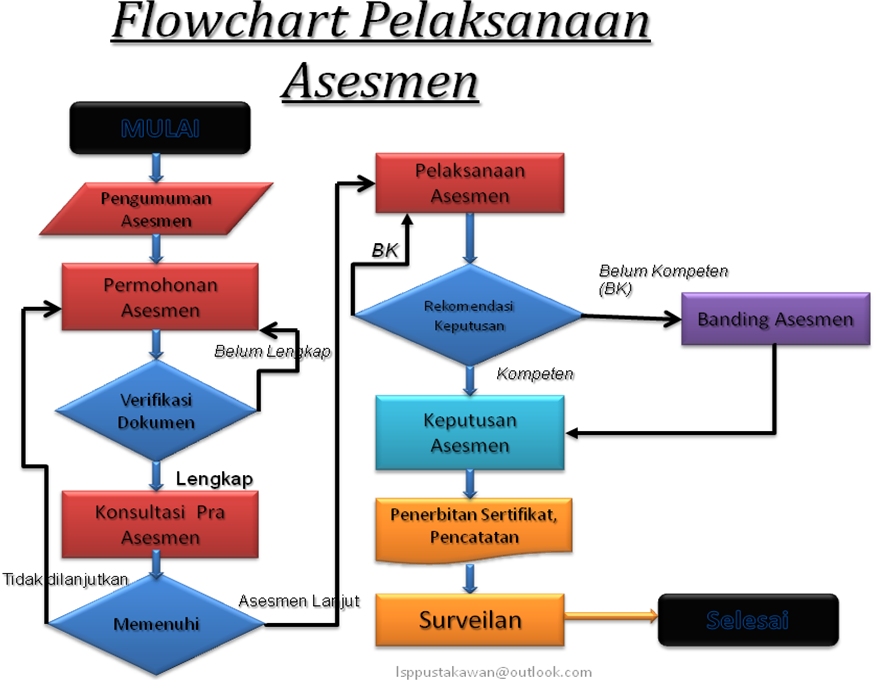 Flowchart Pelaksanaan
Asesmen
MULAI
Pengumuman
Asesmen
Permohonan
Asesmen
Belum Lengkap
Verifikasi
Dokumen
Lengkap
Konsultasi Pra
Asesmen
Tidak dilanjutkan
Memenuhi
Asesmen Lanjut
Pelaksanaan
Asesmen
BK
Rekomendasi
Keputusan
Belum Kompeten
(BK)
Banding Asesmen
Kompeten
Keputusan
Asesmen
Penerbitan Sertifikat,
Pencatatan
Surveilan
Selesai
lsppustakawan@outlook.com